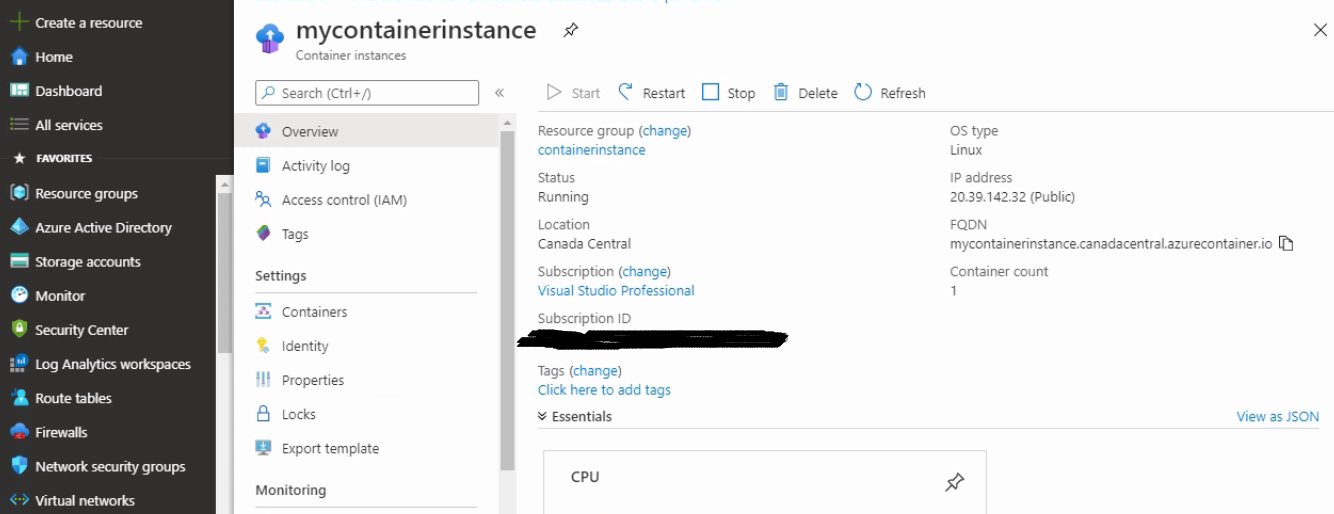 Create a resource
Home
Dashboard
All services
FAVORITES
Resource groups
Azure Active Directory
Storage accounts
Monitor
Security Center
Log Analytics workspaces
Route tables
Firewalls
Network security groups
Virtual networks
mycontainerinstance
Container instances
Search (Ctrl+/)
«
Overview
Activity log
Access control (IAM)
Tags
Settings
Containers
Identity
Properties
Locks
Export template
Monitoring
Start Restart Stop Delete Refresh
Resource group (change)
containerinstance
Status
Running
Location
Canada Central
Subscription (change)
Visual Studio Professional
Subscription ID
Tags (change)
Click here to add tags
OS type
Linux
IP address
20.39.142.32 (Public)
FQDN
mycontainerinstance.canadacentral.azurecontainer.io
Container count
1
Essentials
View as JSON
CPU